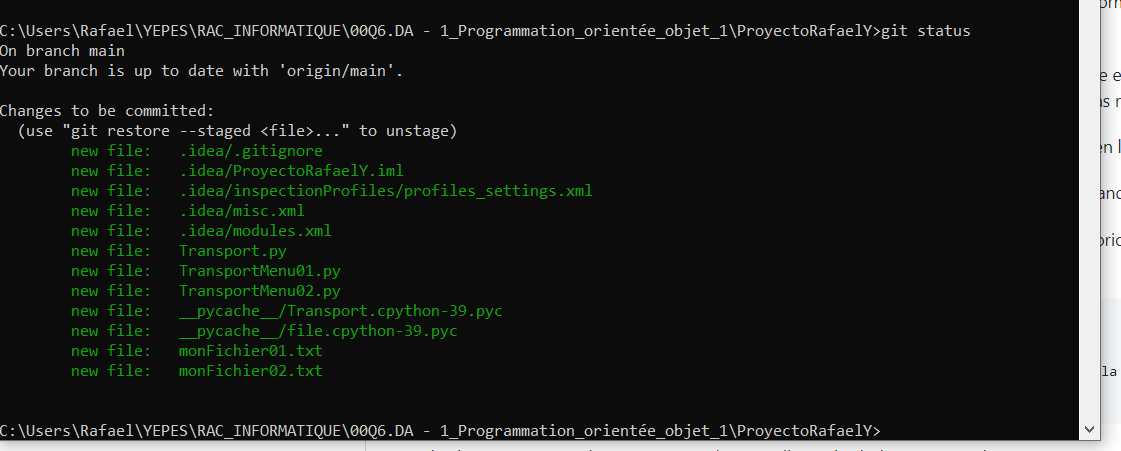 C:\Users\Rafael\YEPES\RAC_INFORMATIQUE\00Q6.DA - 1_Programmation_orientée_objet_1\ProyectoRafaelY>git status
On branch main
Your branch is up to date with 'origin/main'.
Changes to be committed:
(use "git restore --staged <file>..." to unstage)
new file: .idea/.gitignore
new file: .idea/ProyectoRafaelY.iml
new file: .idea/inspectionProfiles/profiles_settings.xml
new file: .idea/misc.xml
new file: .idea/modules.xml
new file: Transport.py
new file: TransportMenu01.py
new file: TransportMenu02.py
new file: __pycache__/Transport.cpython-39.pyc
new file: __pycache__/file.cpython-39.pyc
new file: monFichier01.txt
new file: monFichier02.txt
C:\Users\Rafael\YEPES\RAC_INFORMATIQUE\00Q6.DA - 1_Programmation_orientée_objet_1\ProyectoRafaelY>
la